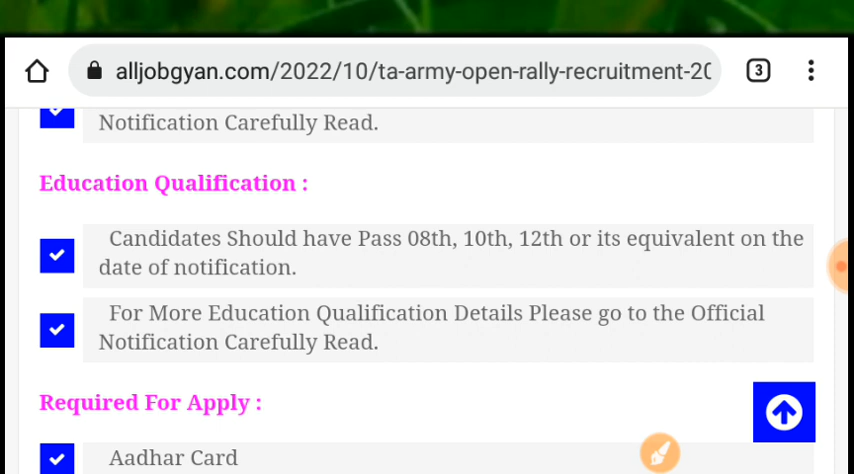 alljobgyan.com/2022/10/ta-army-open-rally-recruitment-20
3
Notification Carefully Read.
Education Qualification :
Candidates Should have Pass 08th, 10th, 12th or its equivalent on the
date of notification.
For More Education Qualification Details Please go to the Official
Notification Carefully Read.
Required For Apply :
Aadhar Card